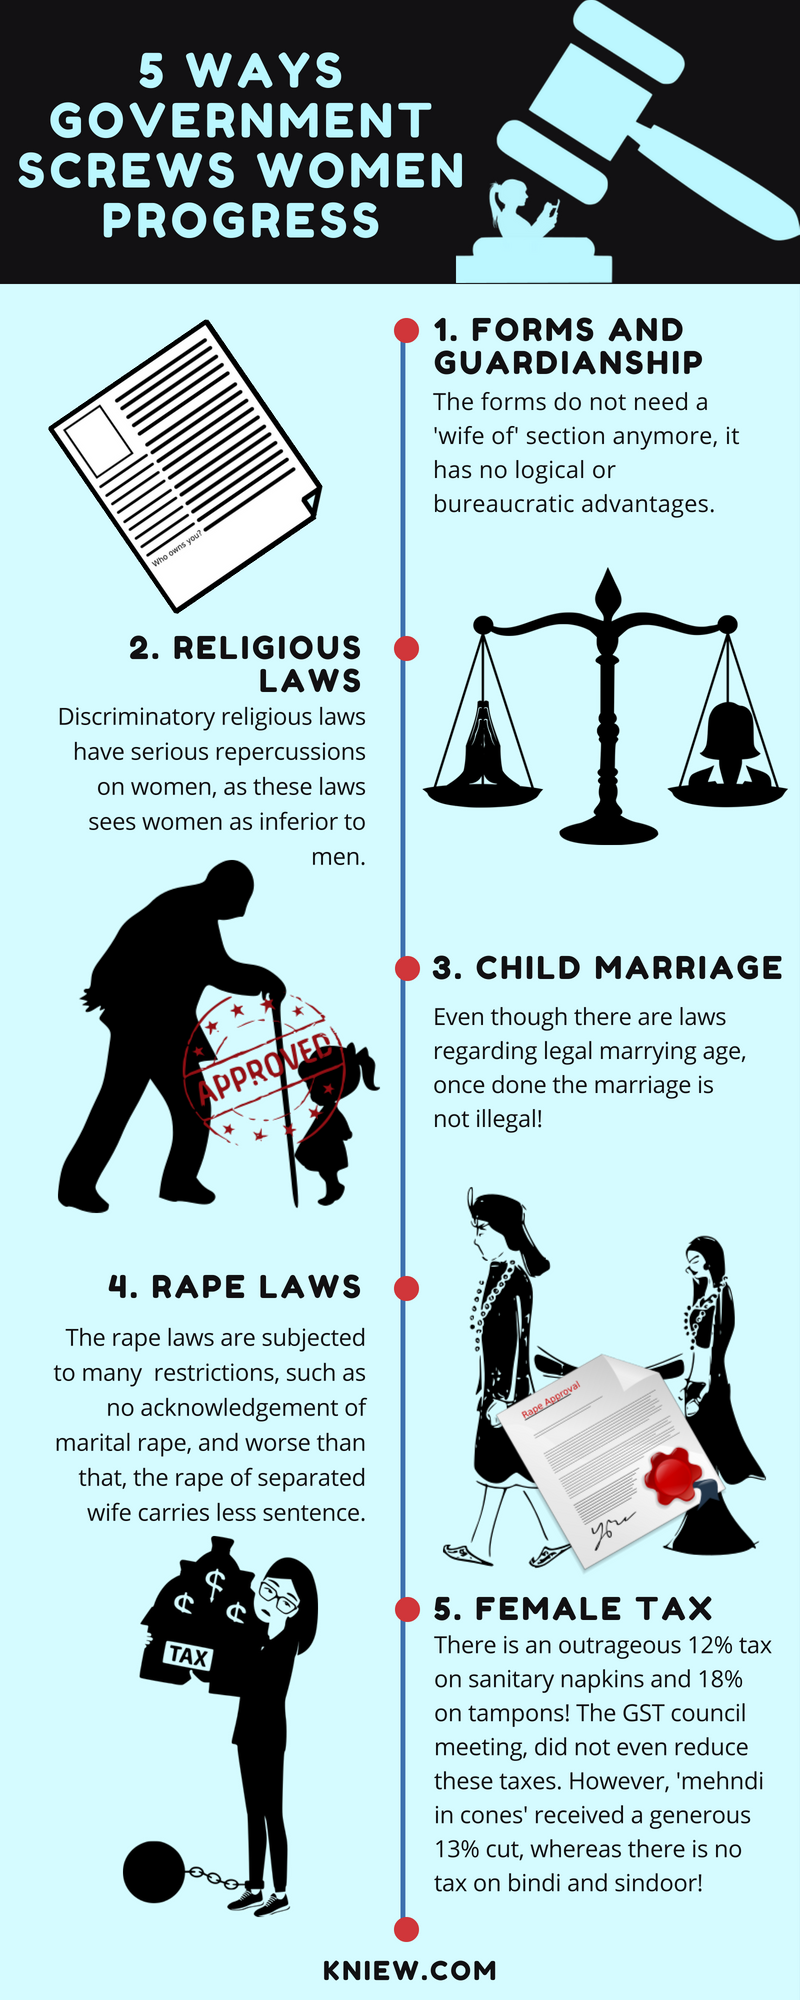 5 WAYS
GOVERNMENT
SCREWS WOMEN
PROGRESS
1. FORMS AND
GUARDIANSHIP
The forms do not need a
'wife of' section anymore, it
has no logical or
bureaucratic advantages.
Who owns you?
2. RELIGIOUS
LAWS
Discriminatory religious laws
have serious repercussions
on women, as these laws
sees women as inferior to
men.
APPROVED
3. CHILD MARRIAGE
Even though there are laws
regarding legal marrying age,
once done the marriage is
not illegal!
4. RAPE LAWS
The rape laws are subjected
to many  restrictions, such as
no acknowledgement of
marital rape, and worse than
that, the rape of separated
wife carries less sentence.
Rape Approval
TAX
5. FEMALE TAX
There is an outrageous 12% tax
on sanitary napkins and 18%
on tampons! The GST council
meeting, did not even reduce
these taxes. However, 'mehndi
in cones' received a generous
13% cut, whereas there is no
tax on bindi and sindoor!
KNIEW.COM